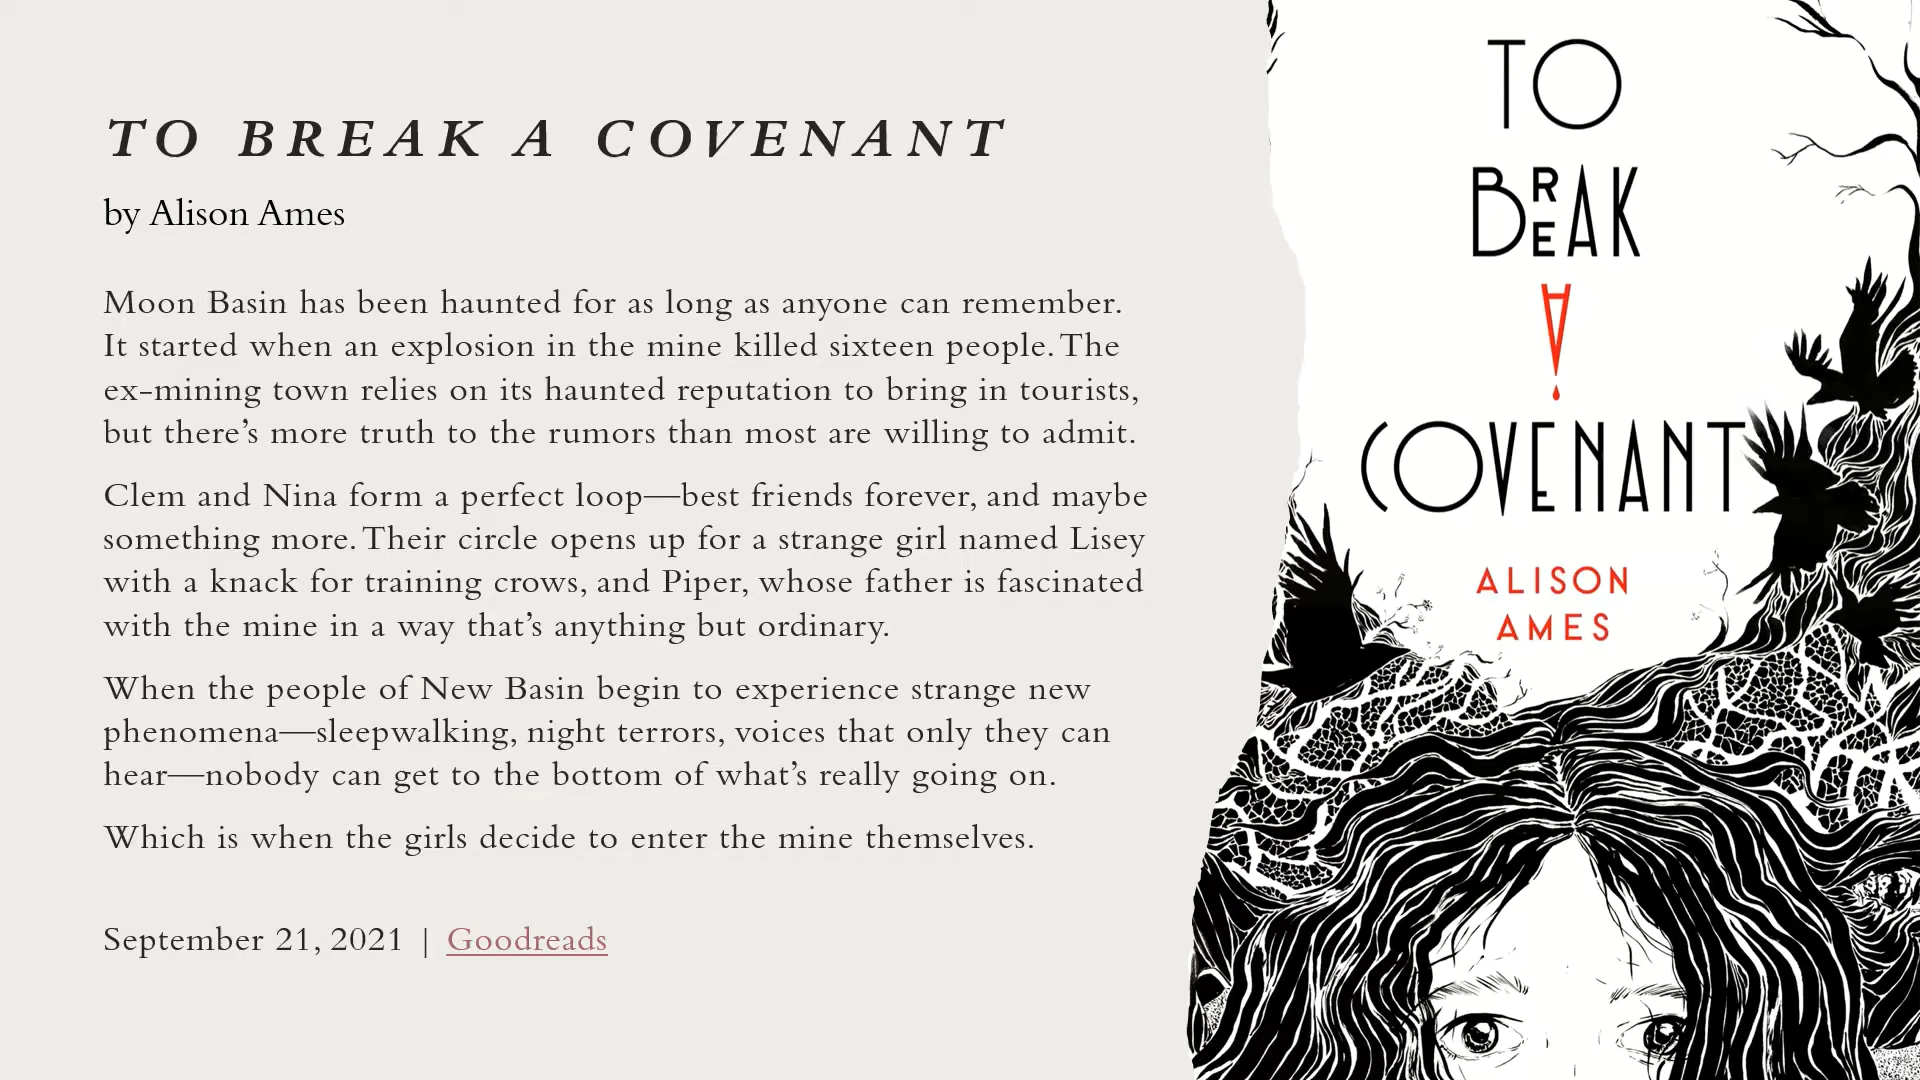 TO BREAK A COVENANT
by Alison Ames
Moon Basin has been haunted for as long as anyone can remember.
It started when an explosion in the mine killed sixteen people. The
ex-mining town relies on its haunted reputation to bring in tourists,
but there’s more truth to the rumors than most are willing to admit.
Clem and Nina form a perfect loop—best friends forever, and maybe
something more. Their circle opens up for a strange girl named Lisey
with a knack for training crows, and Piper, whose father is fascinated
with the mine in a way that’s anything but ordinary.
When the people of New Basin begin to experience strange new
phenomena—sleepwalking, night terrors, voices that only they can
hear—nobody can get to the bottom of what’s really going on.
Which is when the girls decide to enter the mine themselves.
September 21, 2021 | Goodreads
TO
BREAK
A
COVENANT
ALISON
AMES